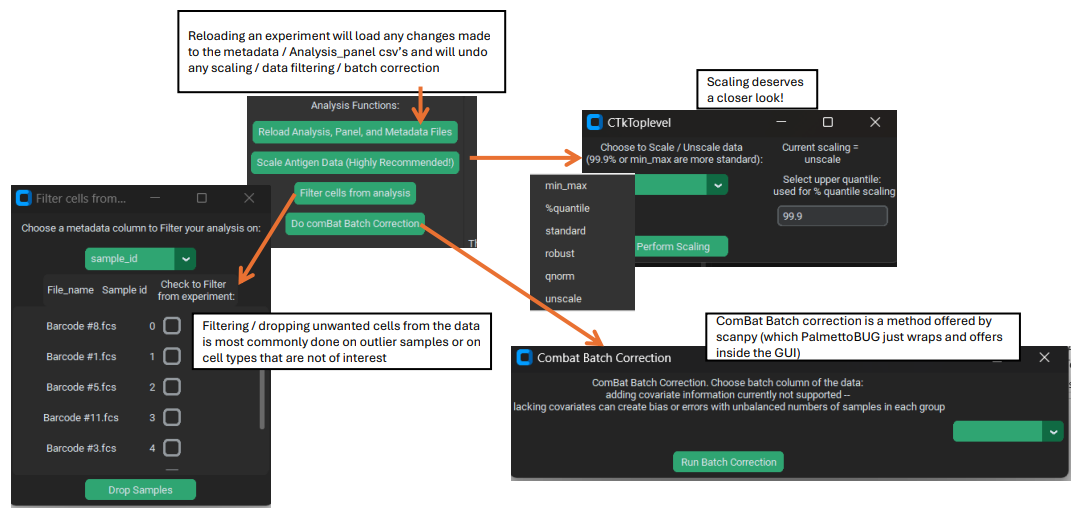 Reloading an experiment will load any changes made
to the metadata / Analysis_panel csv's and will undo
any scaling / data filtering / batch correction
Scaling deserves
a closer look!
Analysis Functions:
Reload Analysis, Panel, and Metadata Files
Scale Antigen Data (Highly Recommended!)
Filter cells from analysis
Do comBat Batch Correction
Th
CTkToplevel
Choose to Scale / Unscale data
(99.9% or min_max are more standard):
Current scaling =
unscale
Select upper quantile:
used for % quantile scaling
99.9
min_max
%quantile
standard
robust
qnorm
unscale
Perform Scaling
Filter cells from...
Choose a metadata column to Filter your analysis on:
sample_id
File_name Sample id Check to Filter
from experiment:
Barcode #8.fcs 0
Barcode #1.fcs 1
Barcode #5.fcs 2
Barcode #11.fcs 3
Barcode #3.fcs 4
Drop Samples
Filtering / dropping unwanted cells from the data
is most commonly done on outlier samples or on
cell types that are not of interest
ComBat Batch correction is a method offered by
scanpy (which PalmettoBUG just wraps and offers
inside the GUI)
Combat Batch Correction
ComBat Batch Correction. Choose batch column of the data:
adding covariate information currently not supported --
lacking covariates can create bias or errors with unbalanced numbers of samples in each group
Run Batch Correction